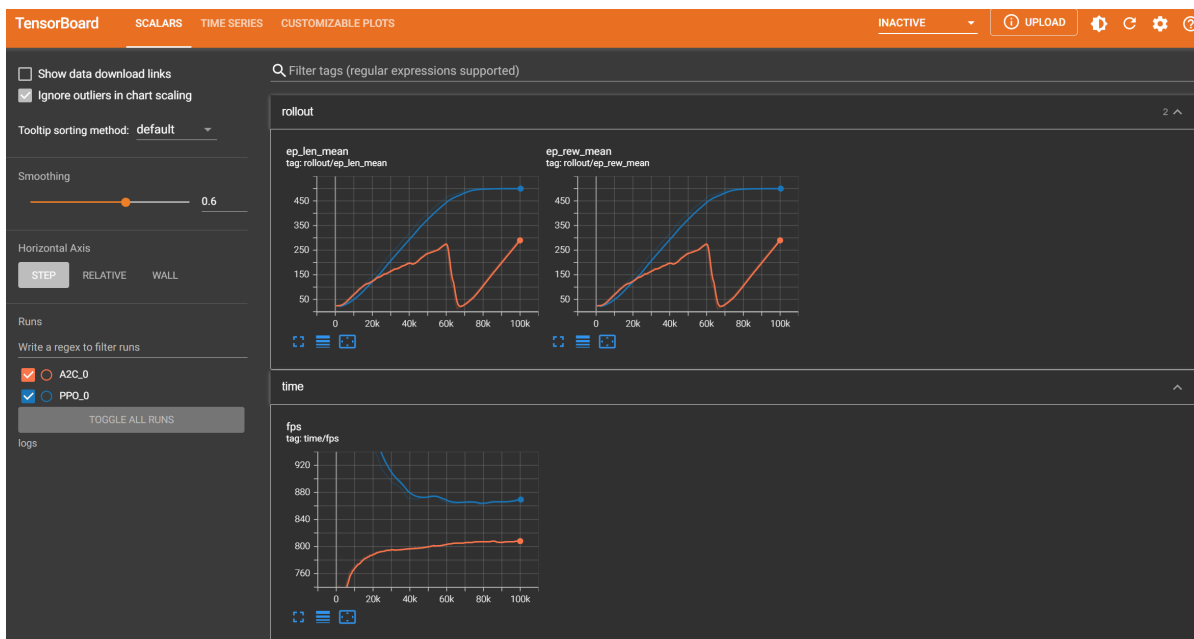 TensorBoard SCALARS TIME SERIES CUSTOMIZABLE PLOTS INACTIVE UPLOAD
Show data download links
Ignore outliers in chart scaling
Tooltip sorting method: default
Smoothing
0.6
Horizontal Axis
STEP RELATIVE WALL
Runs
Write a regex to filter runs
A2C_0
PPO_0
TOGGLE ALL RUNS
logs
Filter tags (regular expressions supported)
rollout 2
ep_len_mean
tag: rollout/ep_len_mean
450
350
250
150
50
0 20k 40k 60k 80k 100k
ep_rew_mean
tag: rollout/ep_rew_mean
450
350
250
150
50
0 20k 40k 60k 80k 100k
time
fps
tag: time/fps
920
880
840
800
760
0 20k 40k 60k 80k 100k